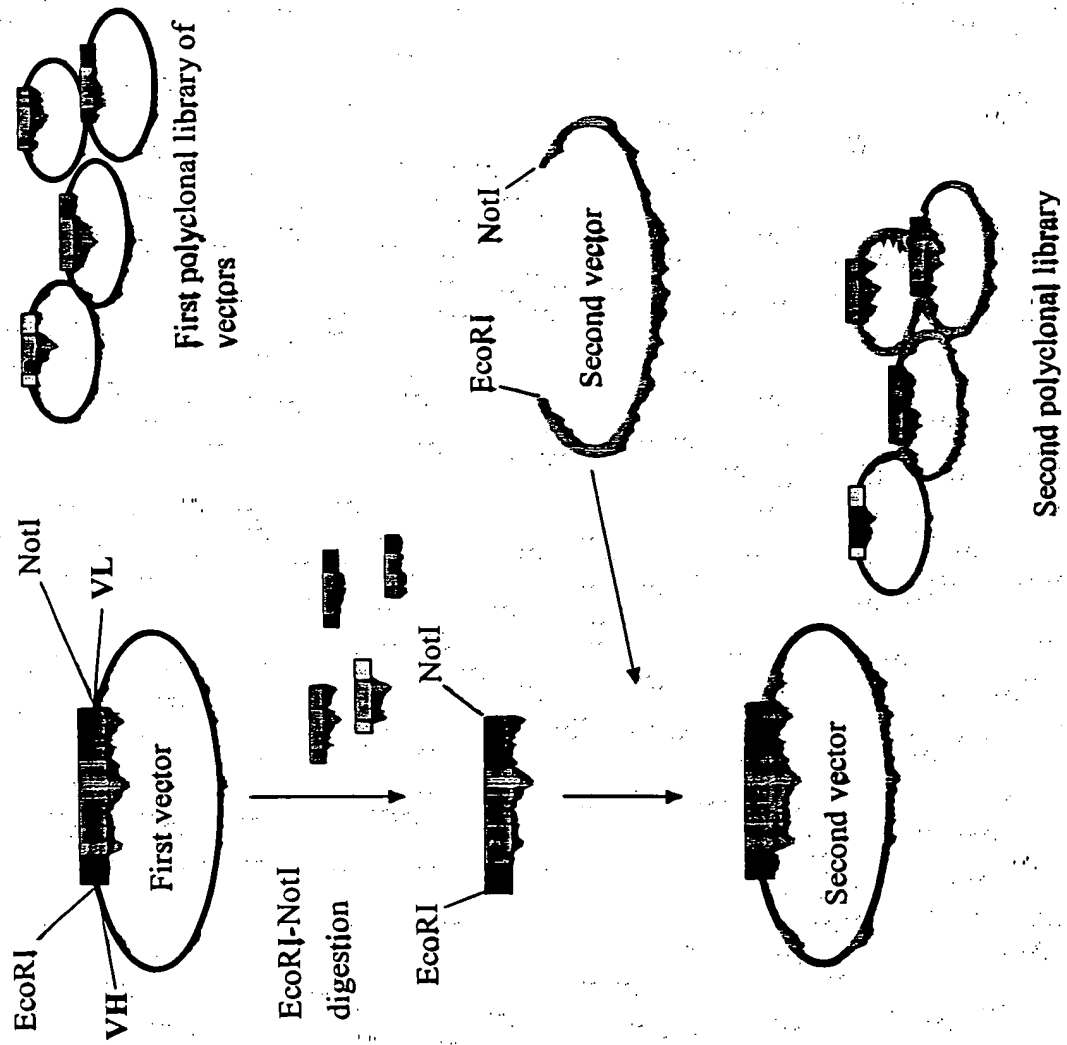 EcoRI
NotI
VH
VL
First vector
First polyclonal library of
vectors
EcoRI-NotI
digestion
EcoRI
NotI
EcoRI
NotI
Second vector
Second vector
Second polyclonal library